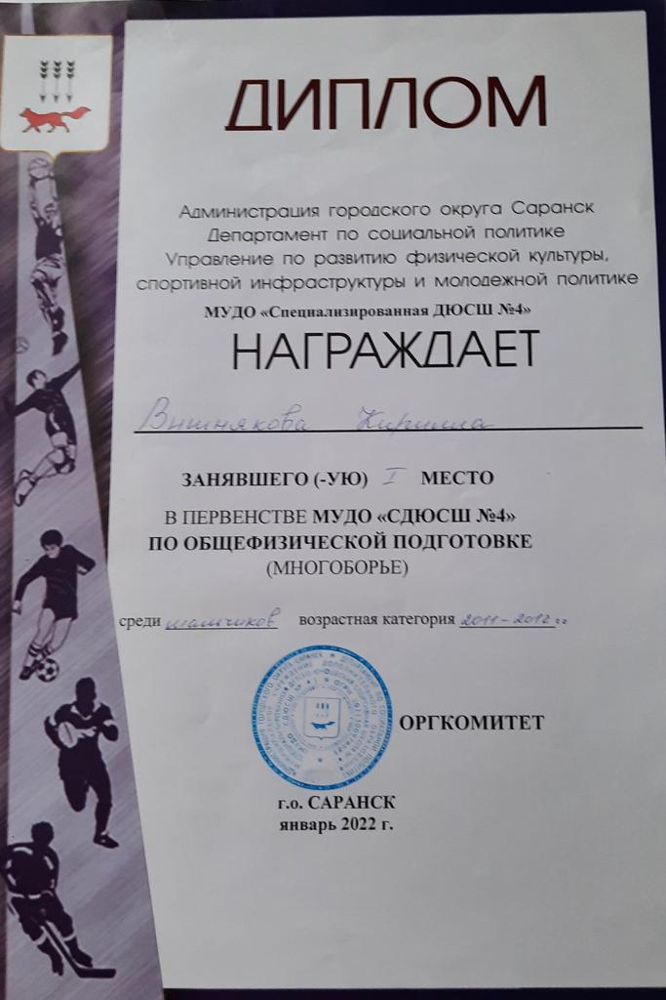 ДИПЛОМ
Администрация городского округа Саранск
Департамент по социальной политике
Управление по развитию физической культуры,
спортивной инфраструктуры и молодежной политике
МУДО «Специализированная ДЮСШ №4»
НАГРАЖДАЕТ
Вишнякова Кирилла
ЗАНЯВШЕГО (-УЮ) I МЕСТО
В ПЕРВЕНСТВЕ МУДО «СДЮСШ №4»
ПО ОБЩЕФИЗИЧЕСКОЙ ПОДГОТОВКЕ
(МНОГОБОРЬЕ)
среди мальчиков возрастная категория 2011-2012 гг
ОРГКОМИТЕТ
г.о. САРАНСК
январь 2022 г.